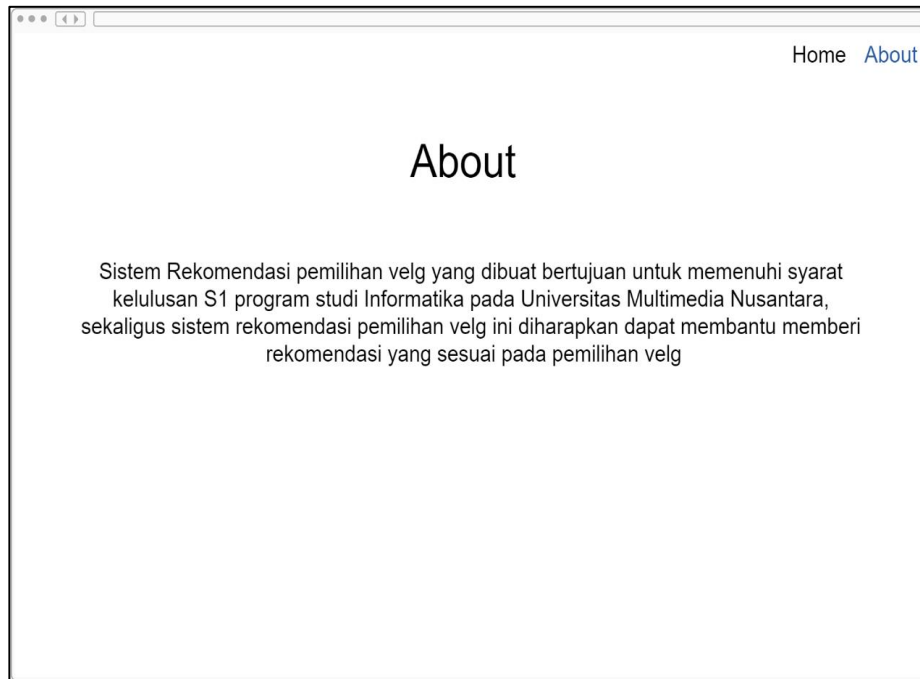 Home About
About
Sistem Rekomendasi pemilihan velg yang dibuat bertujuan untuk memenuhi syarat
kelulusan S1 program studi Informatika pada Universitas Multimedia Nusantara,
sekaligus sistem rekomendasi pemilihan velg ini diharapkan dapat membantu memberi
rekomendasi yang sesuai pada pemilihan velg